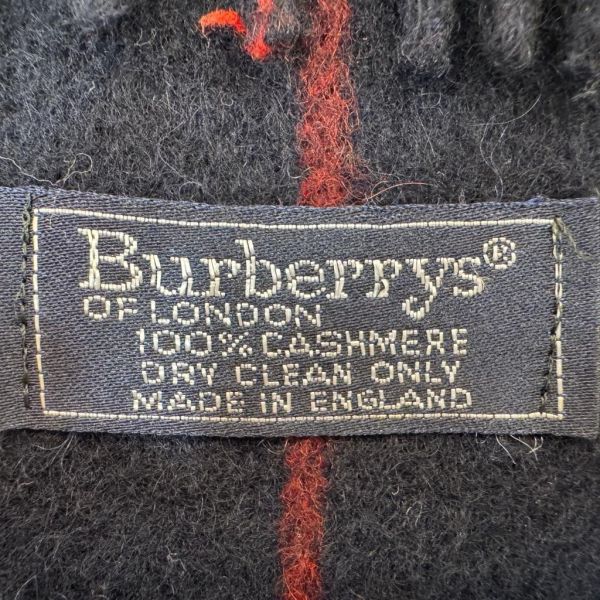 Burberrys®
OF LONDON
100% CASHMERE
DRY CLEAN ONLY
MADE IN ENGLAND